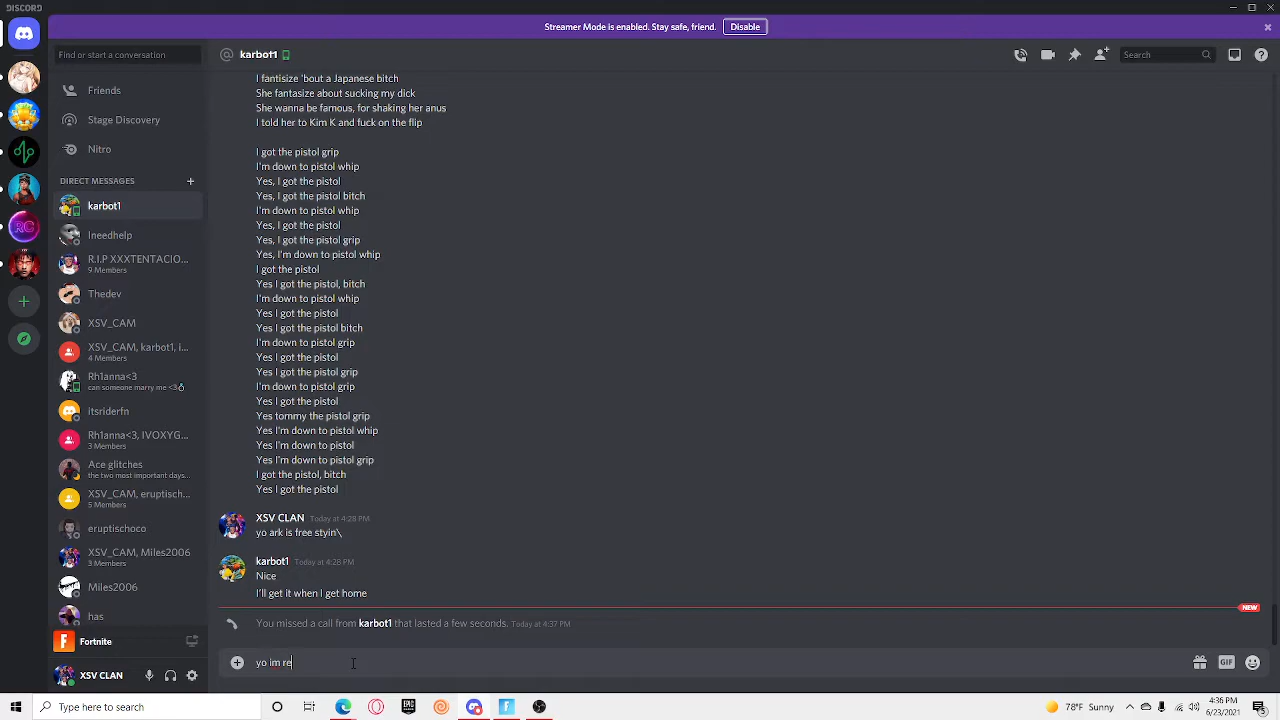 DISCORD
Streamer Mode is enabled. Stay safe, friend.
Disable
Find or start a conversation
karbot1
Search
Friends
Stage Discovery
Nitro
DIRECT MESSAGES
karbot1
Ineedhelp
R.I.P XXXTENTACIO...
9 Members
Thedev
XSV_CAM
XSV_CAM, karbot1, i...
4 Members
Rh1anna<3
can someone marry me <3
itsriderfn
Rh1anna<3, IVOXYG...
3 Members
Ace glitches
the two most important days...
XSV_CAM, eruptisch...
5 Members
eruptischoco
XSV_CAM, Miles2006
3 Members
Miles2006
has
Fortnite
XSV CLAN
RC
I fantisize 'bout a Japanese bitch
She fantasize about sucking my dick
She wanna be famous, for shaking her anus
I told her to Kim K and fuck on the flip
I got the pistol grip
I'm down to pistol whip
Yes, I got the pistol
Yes, I got the pistol bitch
I'm down to pistol whip
Yes, I got the pistol
Yes, I got the pistol grip
Yes, I'm down to pistol whip
I got the pistol
Yes I got the pistol, bitch
I'm down to pistol whip
Yes I got the pistol
Yes I got the pistol bitch
I'm down to pistol grip
Yes I got the pistol
Yes I got the pistol grip
I'm down to pistol grip
Yes I got the pistol
Yes tommy the pistol grip
Yes I'm down to pistol whip
Yes I'm down to pistol
Yes I'm down to pistol grip
I got the pistol, bitch
Yes I got the pistol
XSV CLAN Today at 4:28 PM
yo ark is free styin\
karbot1 Today at 4:28 PM
Nice
I'll get it when I get home
NEW
You missed a call from karbot1 that lasted a few seconds. Today at 4:37 PM
yo im re
GIF
Type here to search
EPIC GAMES
78°F Sunny
4:36 PM
6/23/2021